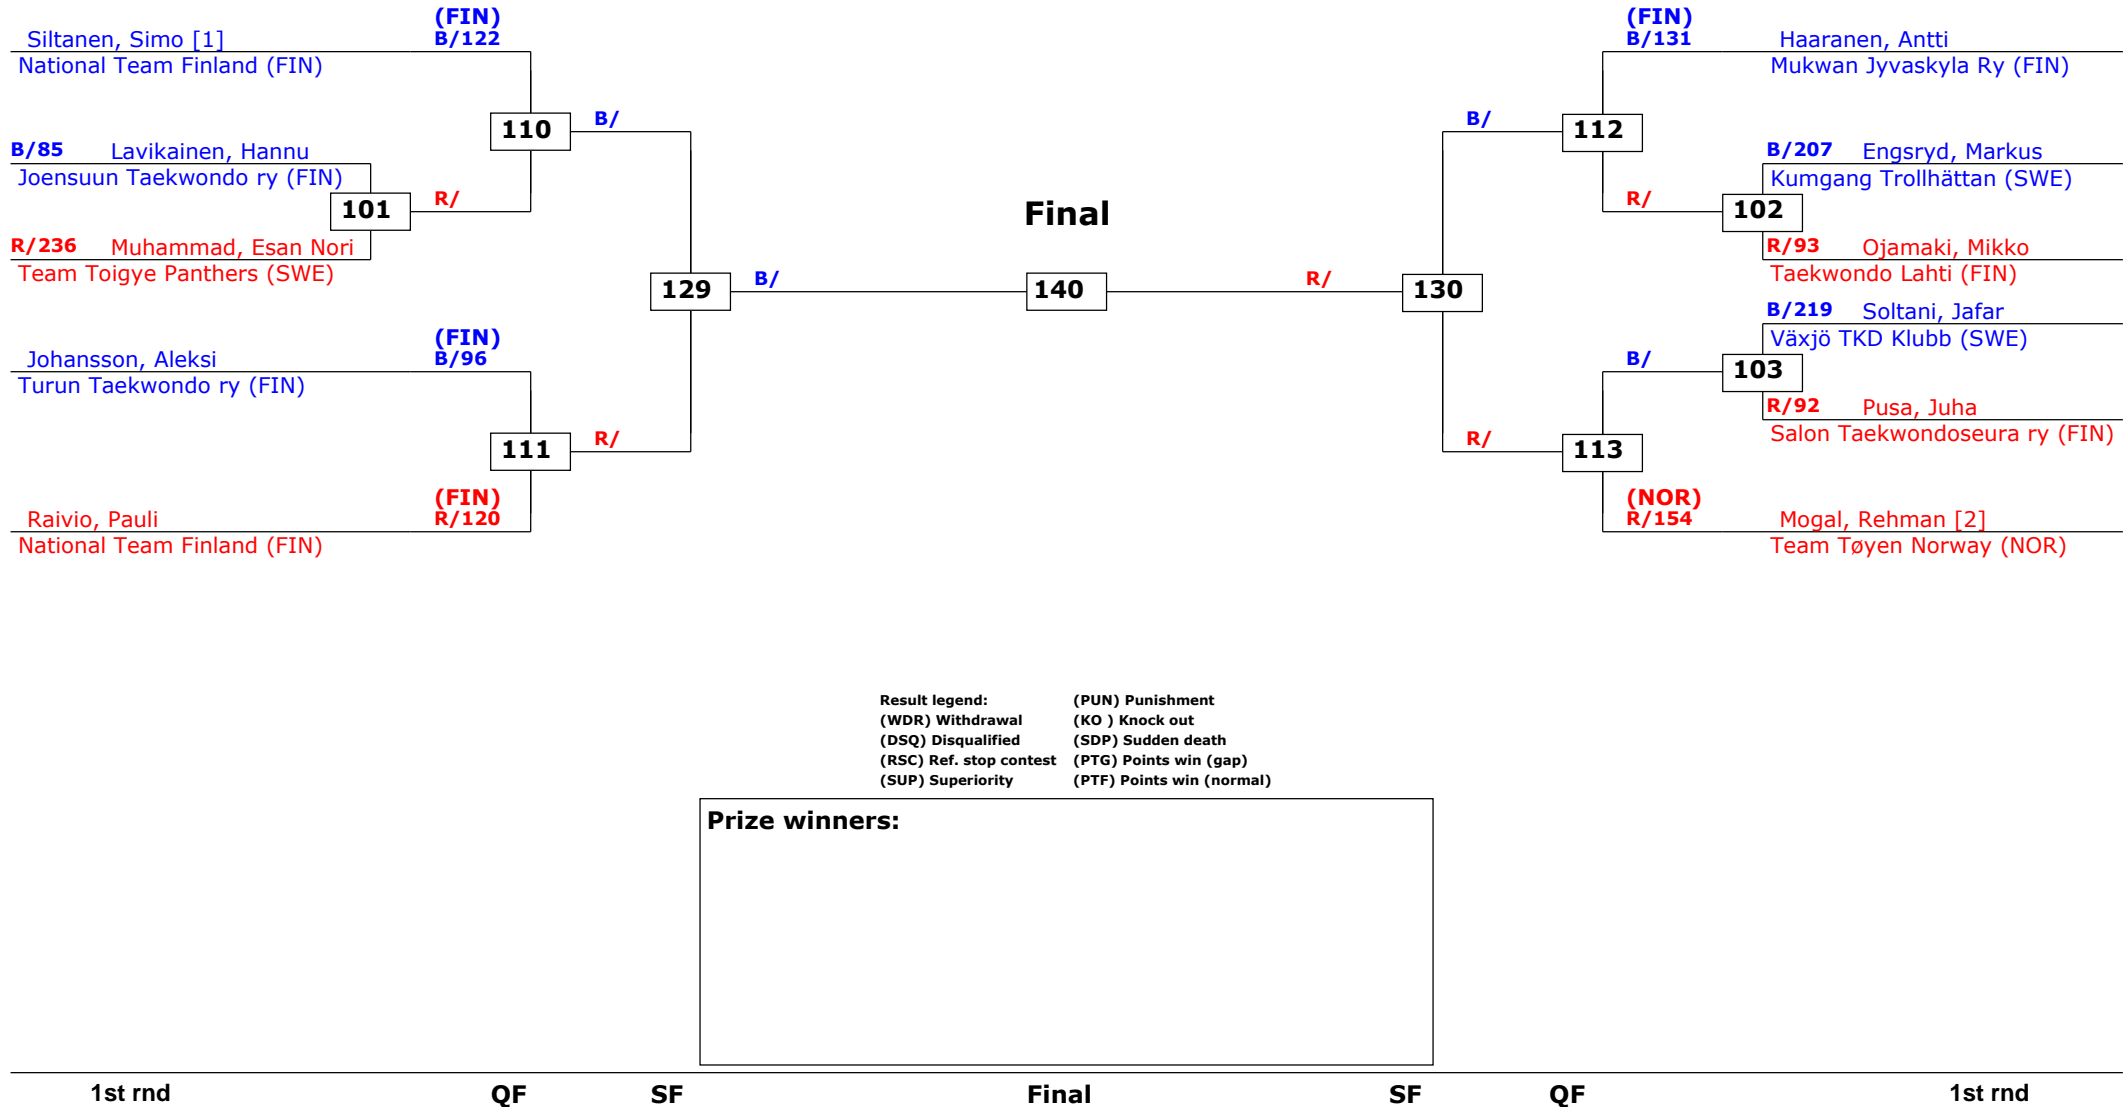 (FIN)
Siltanen, Simo [1] B/122
National Team Finland (FIN)
110
B/
B/85 Lavikainen, Hannu
Joensuun Taekwondo ry (FIN)
101
R/
R/236 Muhammad, Esan Nori
Team Toigye Panthers (SWE)
129
B/
(FIN)
Johansson, Aleksi B/96
Turun Taekwondo ry (FIN)
111
R/
(FIN)
Raivio, Pauli R/120
National Team Finland (FIN)
Final
140
(FIN)
B/131 Haaranen, Antti
Mukwan Jyvaskyla Ry (FIN)
B/
112
B/207 Engsryd, Markus
Kumgang Trollhättan (SWE)
R/
102
R/93 Ojamaki, Mikko
Taekwondo Lahti (FIN)
R/
130
B/219 Soltani, Jafar
Växjö TKD Klubb (SWE)
B/
103
R/92 Pusa, Juha
Salon Taekwondoseura ry (FIN)
R/
113
(NOR)
R/154 Mogal, Rehman [2]
Team Tøyen Norway (NOR)
Result legend: (PUN) Punishment
(WDR) Withdrawal (KO ) Knock out
(DSQ) Disqualified (SDP) Sudden death
(RSC) Ref. stop contest (PTG) Points win (gap)
(SUP) Superiority (PTF) Points win (normal)
Prize winners:
1st rnd QF SF Final SF QF 1st rnd